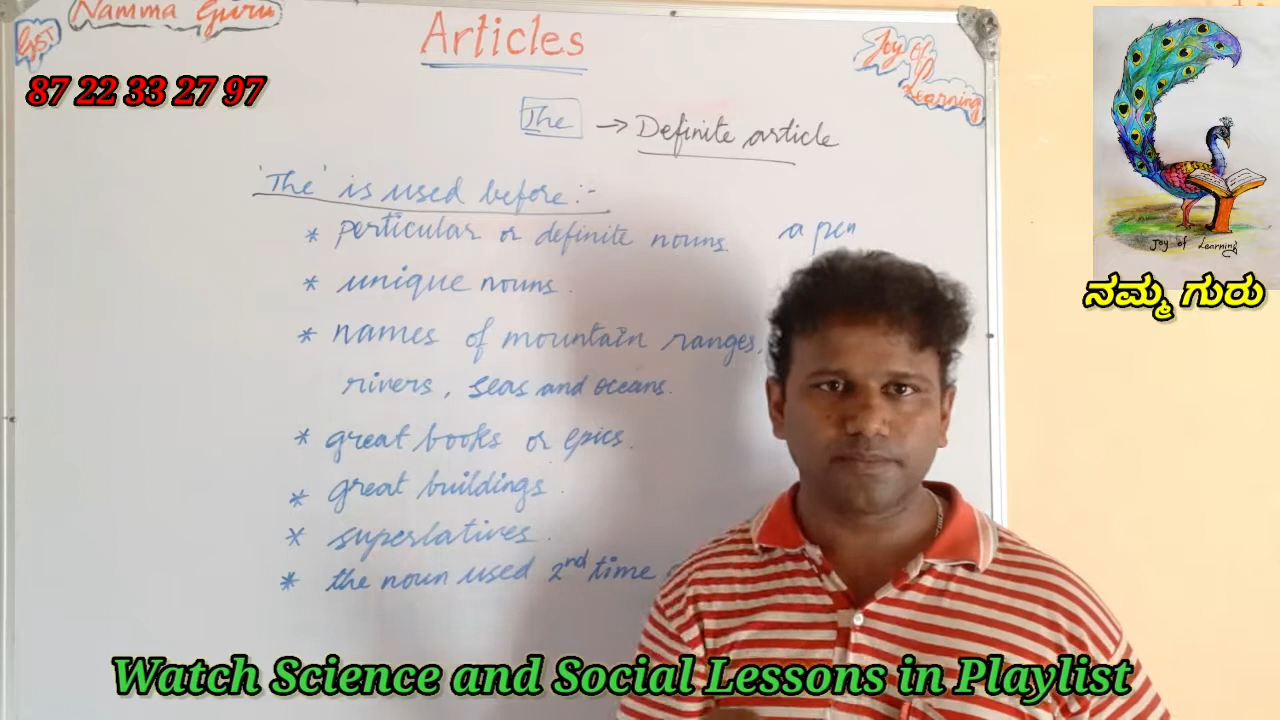 Namma Guru
GST
87 22 33 27 97
Articles
Joy Of
Learning
The → Definite article
'The' is used before:-
* perticular or definite nouns. a pen
* unique nouns.
* names of mountain ranges,
rivers, seas and oceans.
* great books or epics.
* great buildings.
* superlatives.
* the noun used 2nd time
Joy of Learning
ನಮ್ಮ ಗುರು
Watch Science and Social Lessons in Playlist